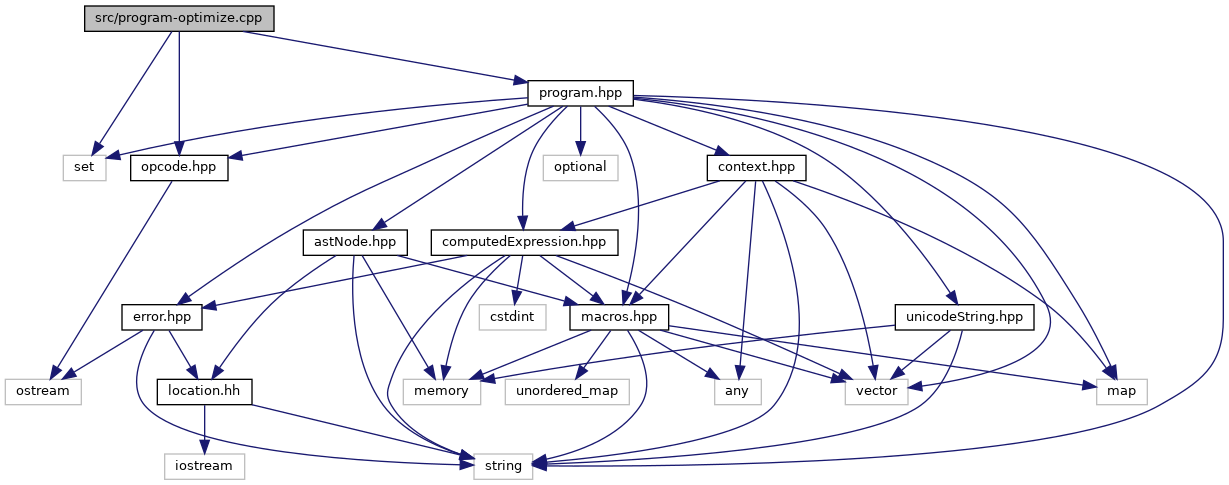 src/program-optimize.cpp
program.hpp
set
opcode.hpp
optional
context.hpp
astNode.hpp
computedExpression.hpp
error.hpp
cstdint
macros.hpp
unicodeString.hpp
ostream
location.hh
memory
unordered_map
any
vector
map
iostream
string